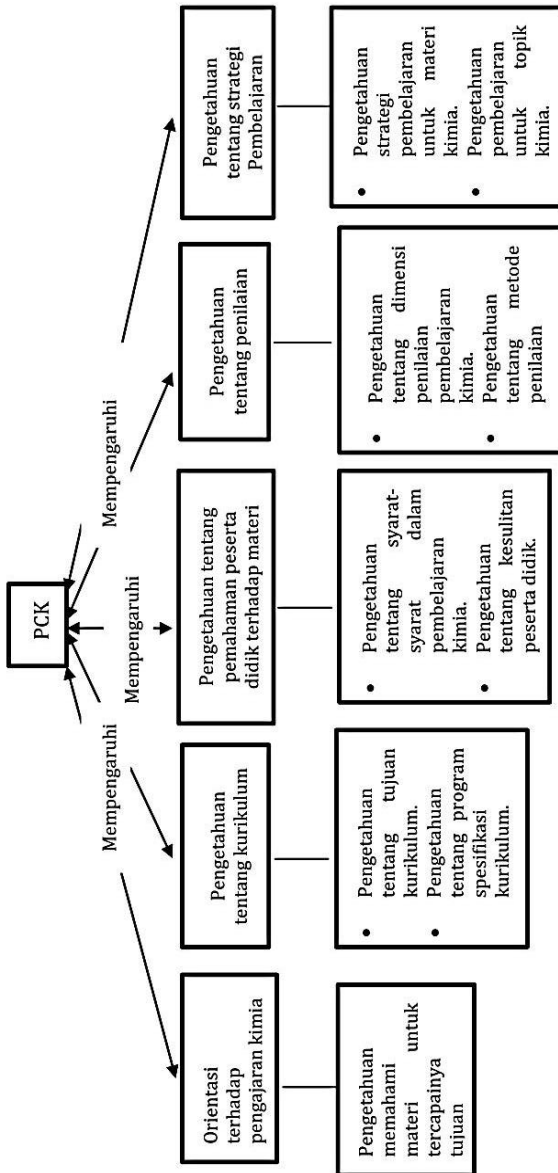 PCK
Mempengaruhi
Mempengaruhi
Mempengaruhi
Orientasi
terhadap
pengajaran kimia
Pengetahuan
tentang kurikulum
Pengetahuan tentang
pemahaman peserta
didik terhadap materi
Pengetahuan
tentang penilaian
Pengetahuan
tentang strategi
Pembelajaran
Pengetahuan
memahami
materi untuk
tercapainya
tujuan
• Pengetahuan
tentang tujuan
kurikulum.
• Pengetahuan
tentang program
spesifikasi
kurikulum.
• Pengetahuan
tentang syarat-
syarat dalam
pembelajaran
kimia.
• Pengetahuan
tentang kesulitan
peserta didik.
• Pengetahuan
tentang dimensi
penilaian
pembelajaran
kimia.
• Pengetahuan
tentang metode
penilaian
• Pengetahuan
strategi
pembelajaran
untuk materi
kimia.
• Pengetahuan
pembelajaran
untuk topik
kimia.